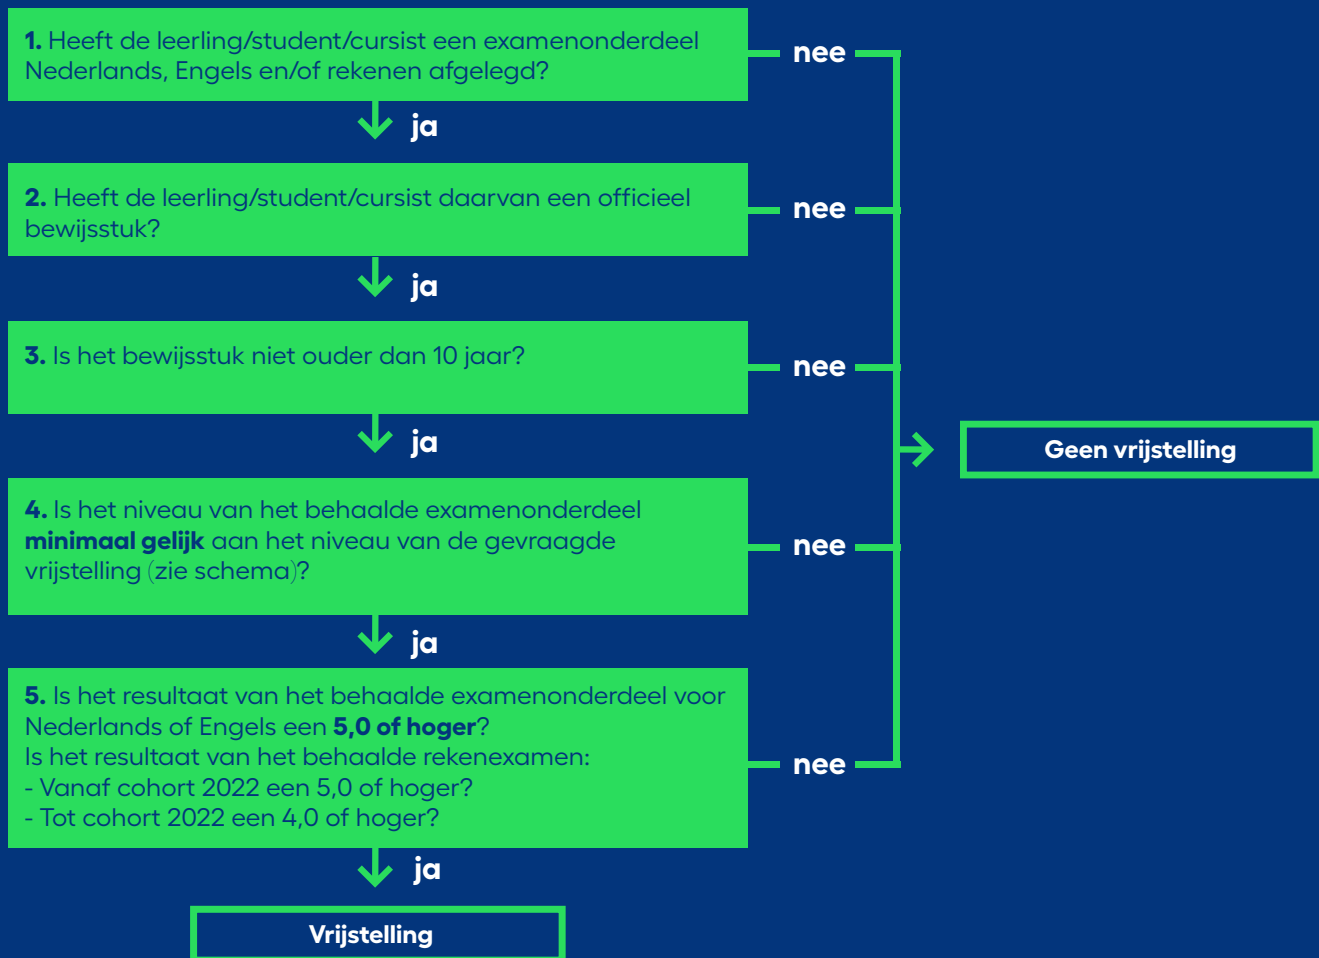 1. Heeft de leerling/student/cursist een examenonderdeel
Nederlands, Engels en/of rekenen afgelegd?
nee
ja
2. Heeft de leerling/student/cursist daarvan een officieel
bewijsstuk?
nee
ja
3. Is het bewijsstuk niet ouder dan 10 jaar?
nee
ja
Geen vrijstelling
4. Is het niveau van het behaalde examenonderdeel
minimaal gelijk aan het niveau van de gevraagde
vrijstelling (zie schema)?
nee
ja
5. Is het resultaat van het behaalde examenonderdeel voor
Nederlands of Engels een 5,0 of hoger?
Is het resultaat van het behaalde rekenexamen:
- Vanaf cohort 2022 een 5,0 of hoger?
- Tot cohort 2022 een 4,0 of hoger?
nee
ja
Vrijstelling